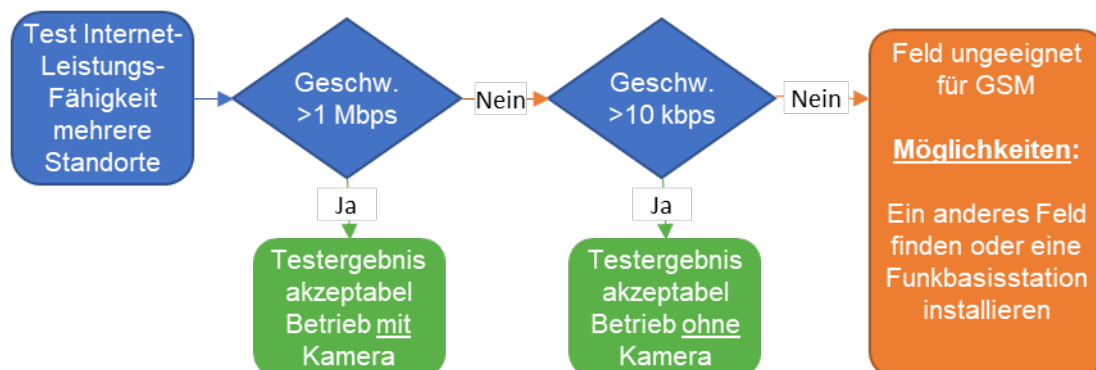 Test Internet-
Leistungs-
Fähigkeit
mehrere
Standorte
Geschw.
>1 Mbps
Nein
Geschw.
>10 kbps
Nein
Feld ungeeignet
für GSM
Möglichkeiten:
Ein anderes Feld
finden oder eine
Funkbasisstation
installieren
Ja
Testergebnis
akzeptabel
Betrieb mit
Kamera
Ja
Testergebnis
akzeptabel
Betrieb ohne
Kamera